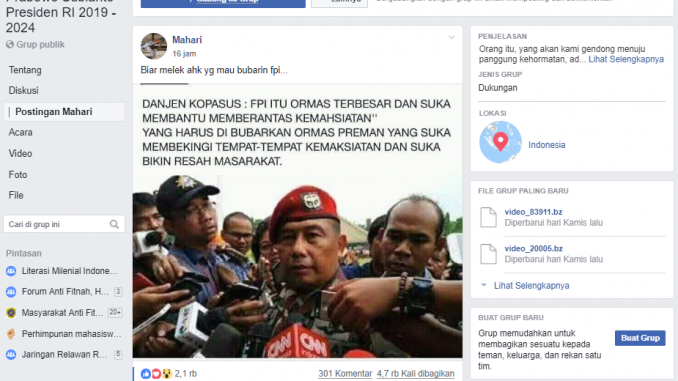 Presiden RI 2019 -
2024
Grup publik
Tentang
Diskusi
Postingan Mahari
Acara
Video
Foto
File
Cari di grup ini
Pintasan
Literasi Milenial Indone...
Forum Anti Fitnah, H... 3
Masyarakat Anti Fit... 20+
Perhimpunan mahasisw...
Jaringan Relawan R... 5
Mahari
16 jam
Biar melek ahk yg mau bubarin fpi...
DANJEN KOPASUS : FPI ITU ORMAS TERBESAR DAN SUKA
MEMBANTU MEMBERANTAS KEMAHSIATAN"
YANG HARUS DI BUBARKAN ORMAS PREMAN YANG SUKA
MEMBEKINGI TEMPAT-TEMPAT KEMAKSIATAN DAN SUKA
BIKIN RESAH MASARAKAT.
CNN
2,1 rb
301 Komentar 4,7 rb Kali dibagikan
PENJELASAN
Orang itu, yang akan kami gendong menuju
panggung kehormatan, ad... Lihat Selengkapnya
JENIS GRUP
Dukungan
LOKASI
Indonesia
FILE GRUP PALING BARU
video_83911.bz
Diperbarui hari Kamis lalu
video_20005.bz
Diperbarui hari Kamis lalu
Lihat Selengkapnya
BUAT GRUP
Grup memudahkan untuk
membagikan sesuatu kepada
teman, keluarga, dan rekan satu
tim.
Buat Grup